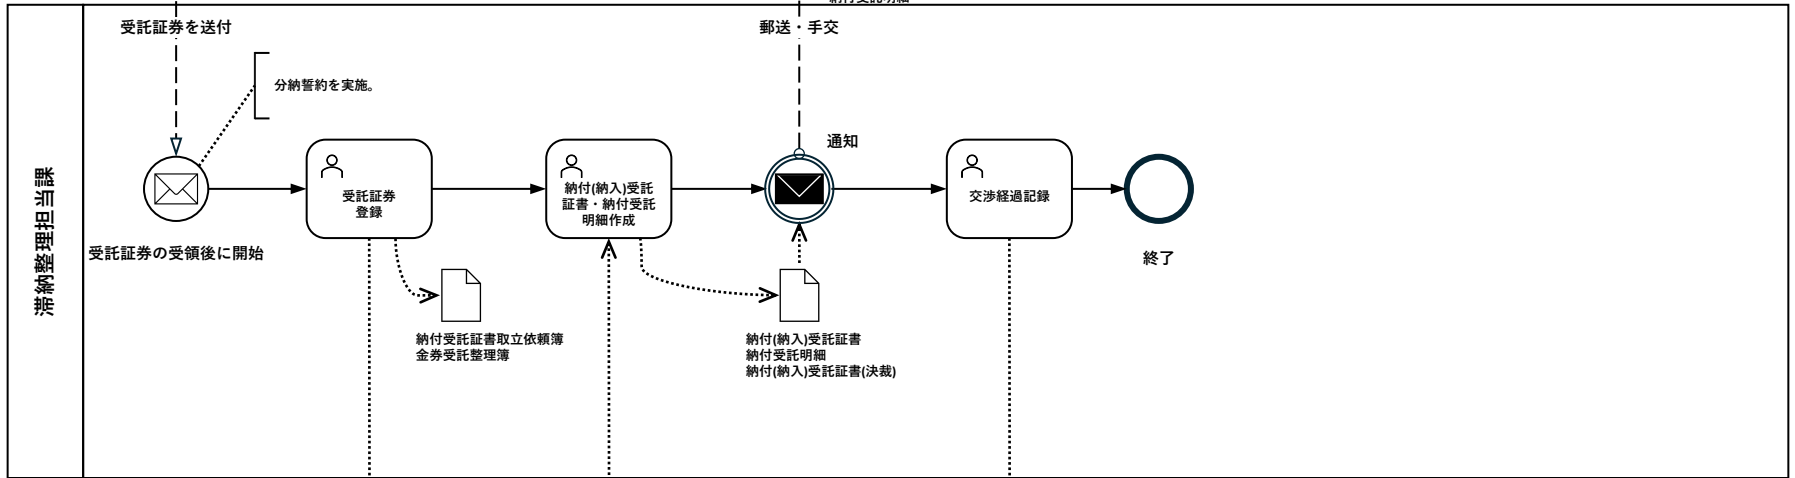 受託証券を送付
郵送・手交
分納誓約を実施。
通知
滞納整理担当課
受託証券
登録
納付(納入)受託
証書・納付受託
明細作成
交渉経過記録
受託証券の受領後に開始
終了
納付受託証書取立依頼簿
金券受託整理簿
納付(納入)受託証書
納付受託明細
納付(納入)受託証書(決裁)